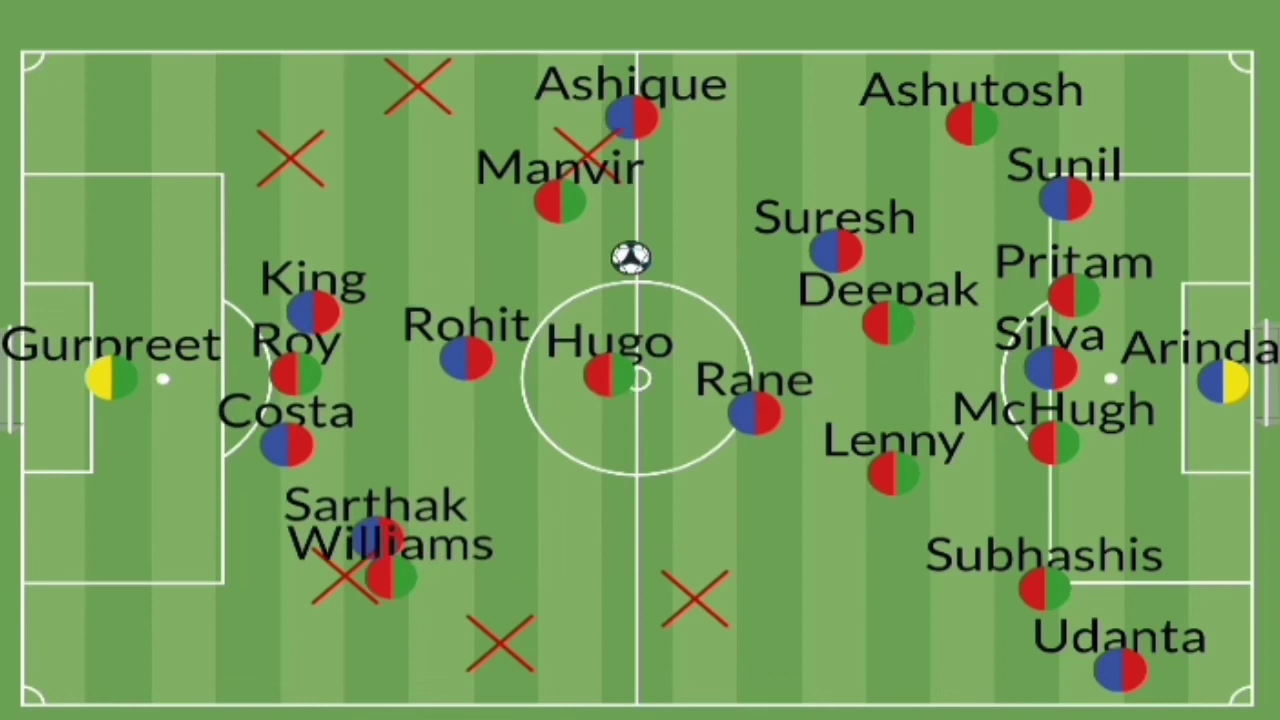 Ashique
Ashutosh
Manvir
Sunil
Suresh
Pritam
King
Deepak
Rohit
Roy
Gurpreet
Hugo
Silva
Arinda
Rane
Costa
McHugh
Lenny
Sarthak
Williams
Subhashis
Udanta